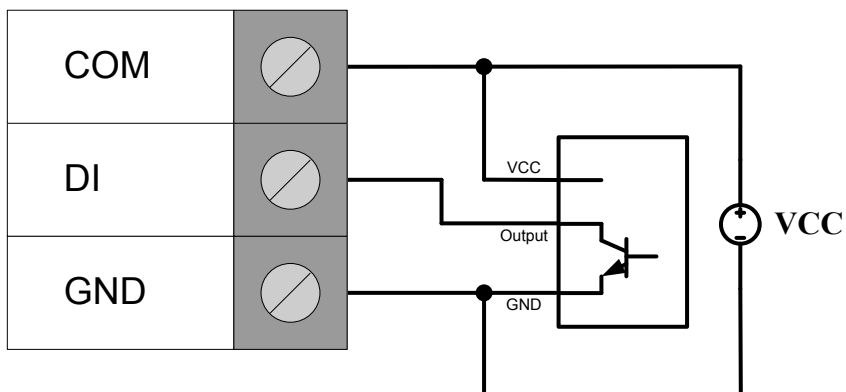 COM
DI
GND
VCC
Output
GND
VCC